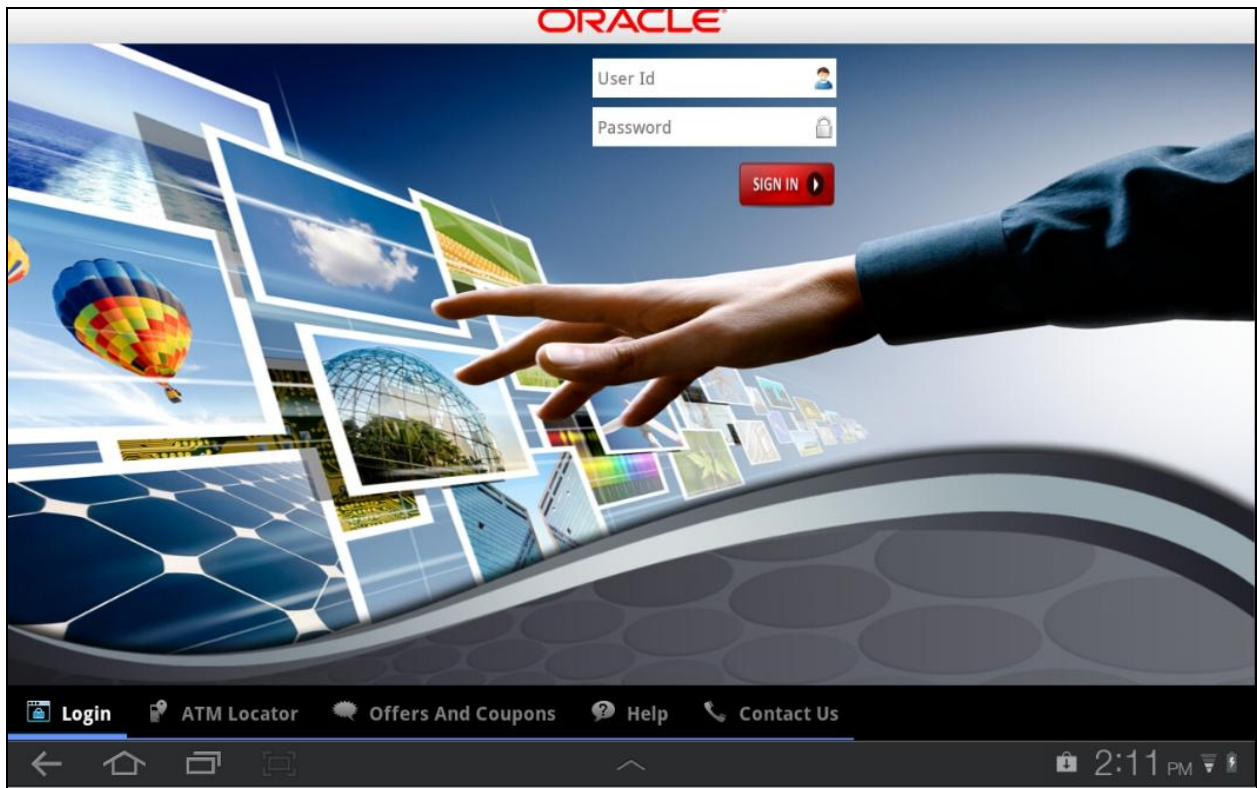 ORACLE
User Id
Password
SIGN IN
Login ATM Locator Offers And Coupons Help Contact Us
2:11 PM